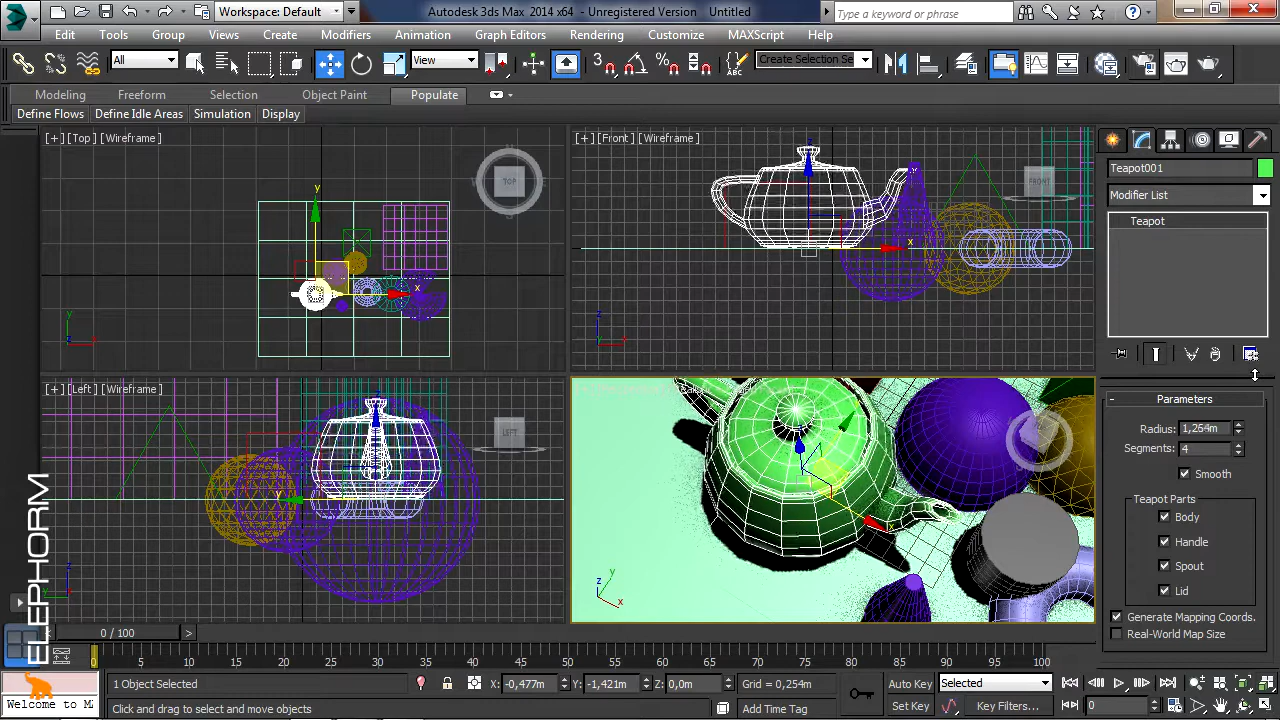 Workspace: Default
Autodesk 3ds Max 2014 x64 - Unregistered Version Untitled
Type a keyword or phrase
Edit Tools Group Views Create Modifiers Animation Graph Editors Rendering Customize MAXScript Help
All
View
3
Create Selection Se
Modeling Freeform Selection Object Paint Populate
Define Flows Define Idle Areas Simulation Display
[+] [Top] [Wireframe]
TOP
y
x
[+] [Front] [Wireframe]
FRONT
x
Teapot001
Modifier List
Teapot
[+] [Left] [Wireframe]
LEFT
y
z
x
z
y
x
Parameters
Radius: 1,254m
Segments: 4
Smooth
Teapot Parts
Body
Handle
Spout
Lid
Generate Mapping Coords.
Real-World Map Size
ELEPHORM
0 / 100
0 5 10 15 20 25 30 35 40 45 50 55 60 65 70 75 80 85 90 95 100
1 Object Selected
X: -0,477m Y: -1,421m Z: 0,0m
Grid = 0,254m
Auto Key
Selected
Welcome to M
Click and drag to select and move objects
Add Time Tag
Set Key
Key Filters...
0